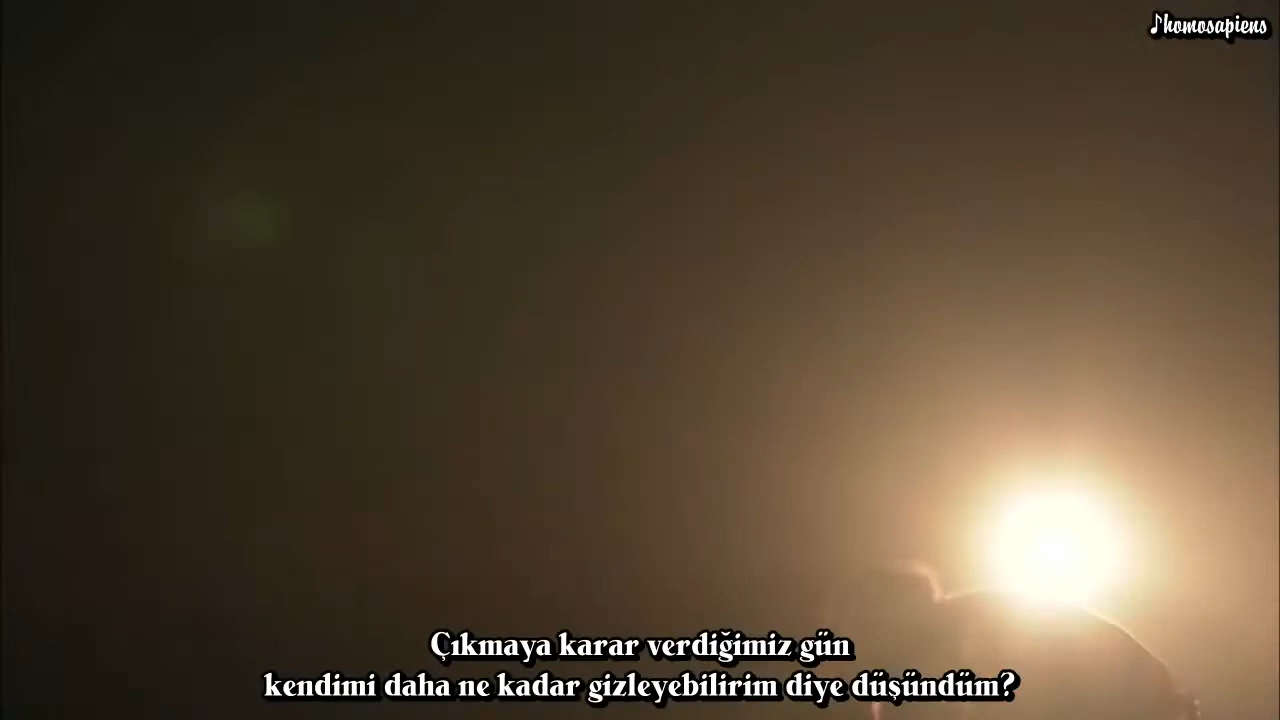 ♪homosapiens
Çıkmaya karar verdiğimiz gün
kendimi daha ne kadar gizleyebilirim diye düşündüm?